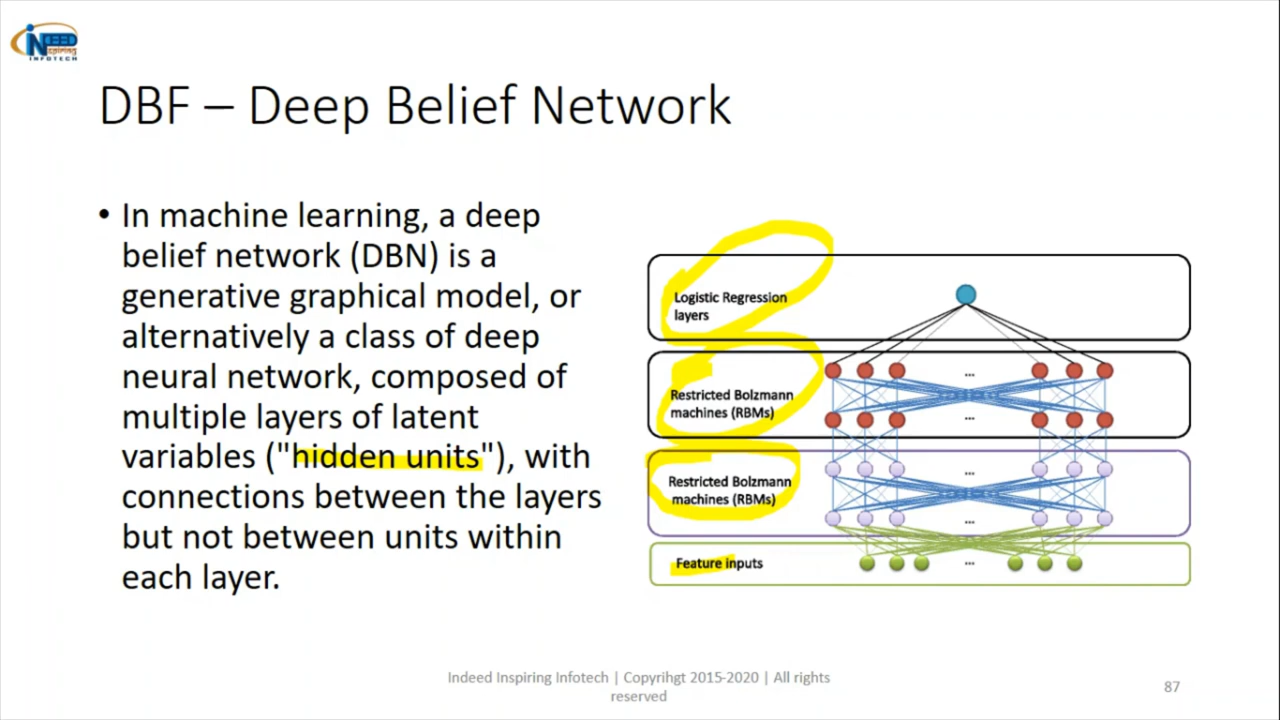 iNEED
nspiring
INFOTECH
DBF – Deep Belief Network
• In machine learning, a deep
belief network (DBN) is a
generative graphical model, or
alternatively a class of deep
neural network, composed of
multiple layers of latent
variables ("hidden units"), with
connections between the layers
but not between units within
each layer.
Logistic Regression
layers
...
Restricted Bolzmann
machines (RBMs)
...
...
Restricted Bolzmann
machines (RBMs)
...
Feature inputs
...
Indeed Inspiring Infotech | Copyrihgt 2015-2020 | All rights
reserved
87